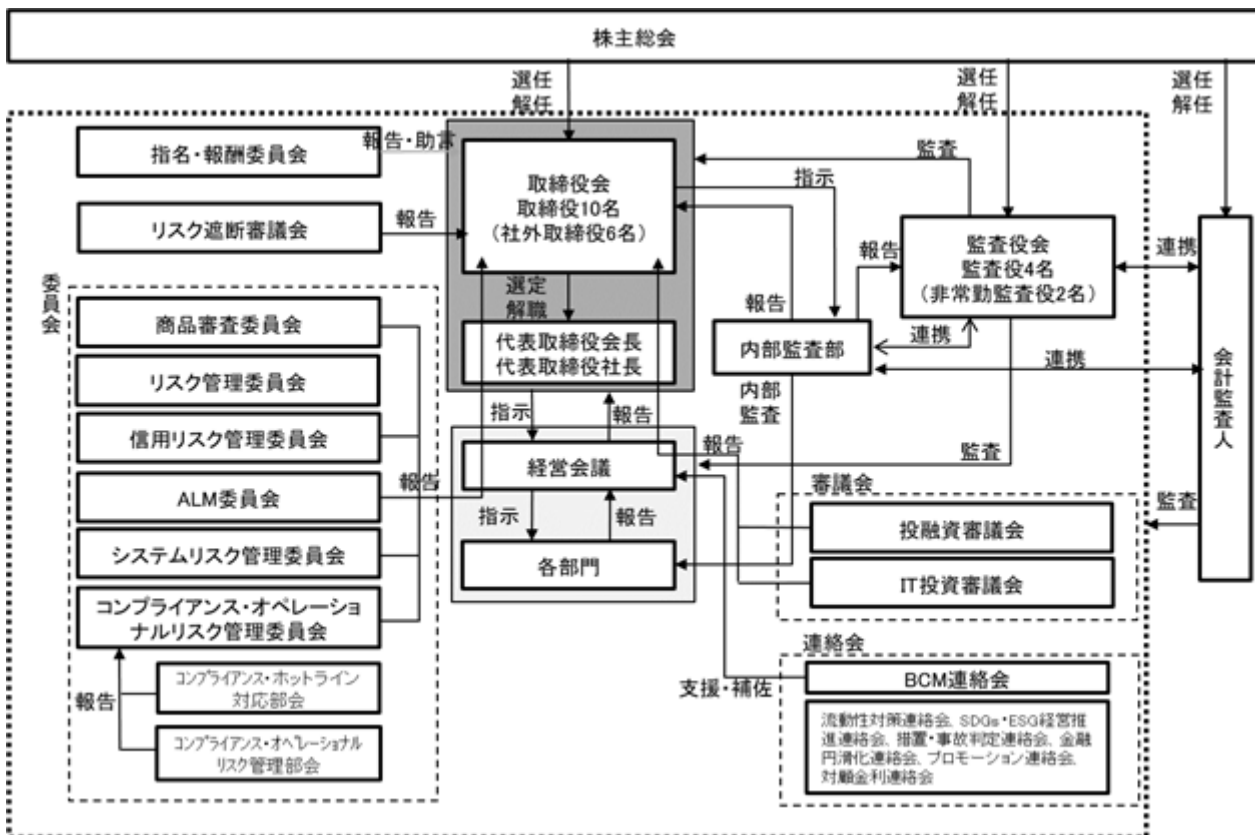 株主総会
選任
解任
選任
解任
選任
解任
指名・報酬委員会
報告・助言
リスク遮断審議会
報告
取締役会
取締役10名
（社外取締役6名）
監査
指示
監査役会
監査役4名
（非常勤監査役2名）
連携
報告
選定
解職
報告
代表取締役会長
代表取締役社長
内部監査部
連携
連携
会計監査人
委員会
商品審査委員会
リスク管理委員会
信用リスク管理委員会
ALM委員会
システムリスク管理委員会
コンプライアンス・オペレーショ
ナルリスク管理委員会
報告
コンプライアンス・ホットライン
対応部会
コンプライアンス・オペレーショナル
リスク管理部会
報告
指示
報告
内部
監査
経営会議
報告
監査
指示
報告
各部門
審議会
投融資審議会
IT投資審議会
監査
連絡会
支援・補佐
BCM連絡会
流動性対策連絡会、SDGs・ESG経営推
進連絡会、措置・事故判定連絡会、金融
円滑化連絡会、プロモーション連絡会、
対顧金利連絡会